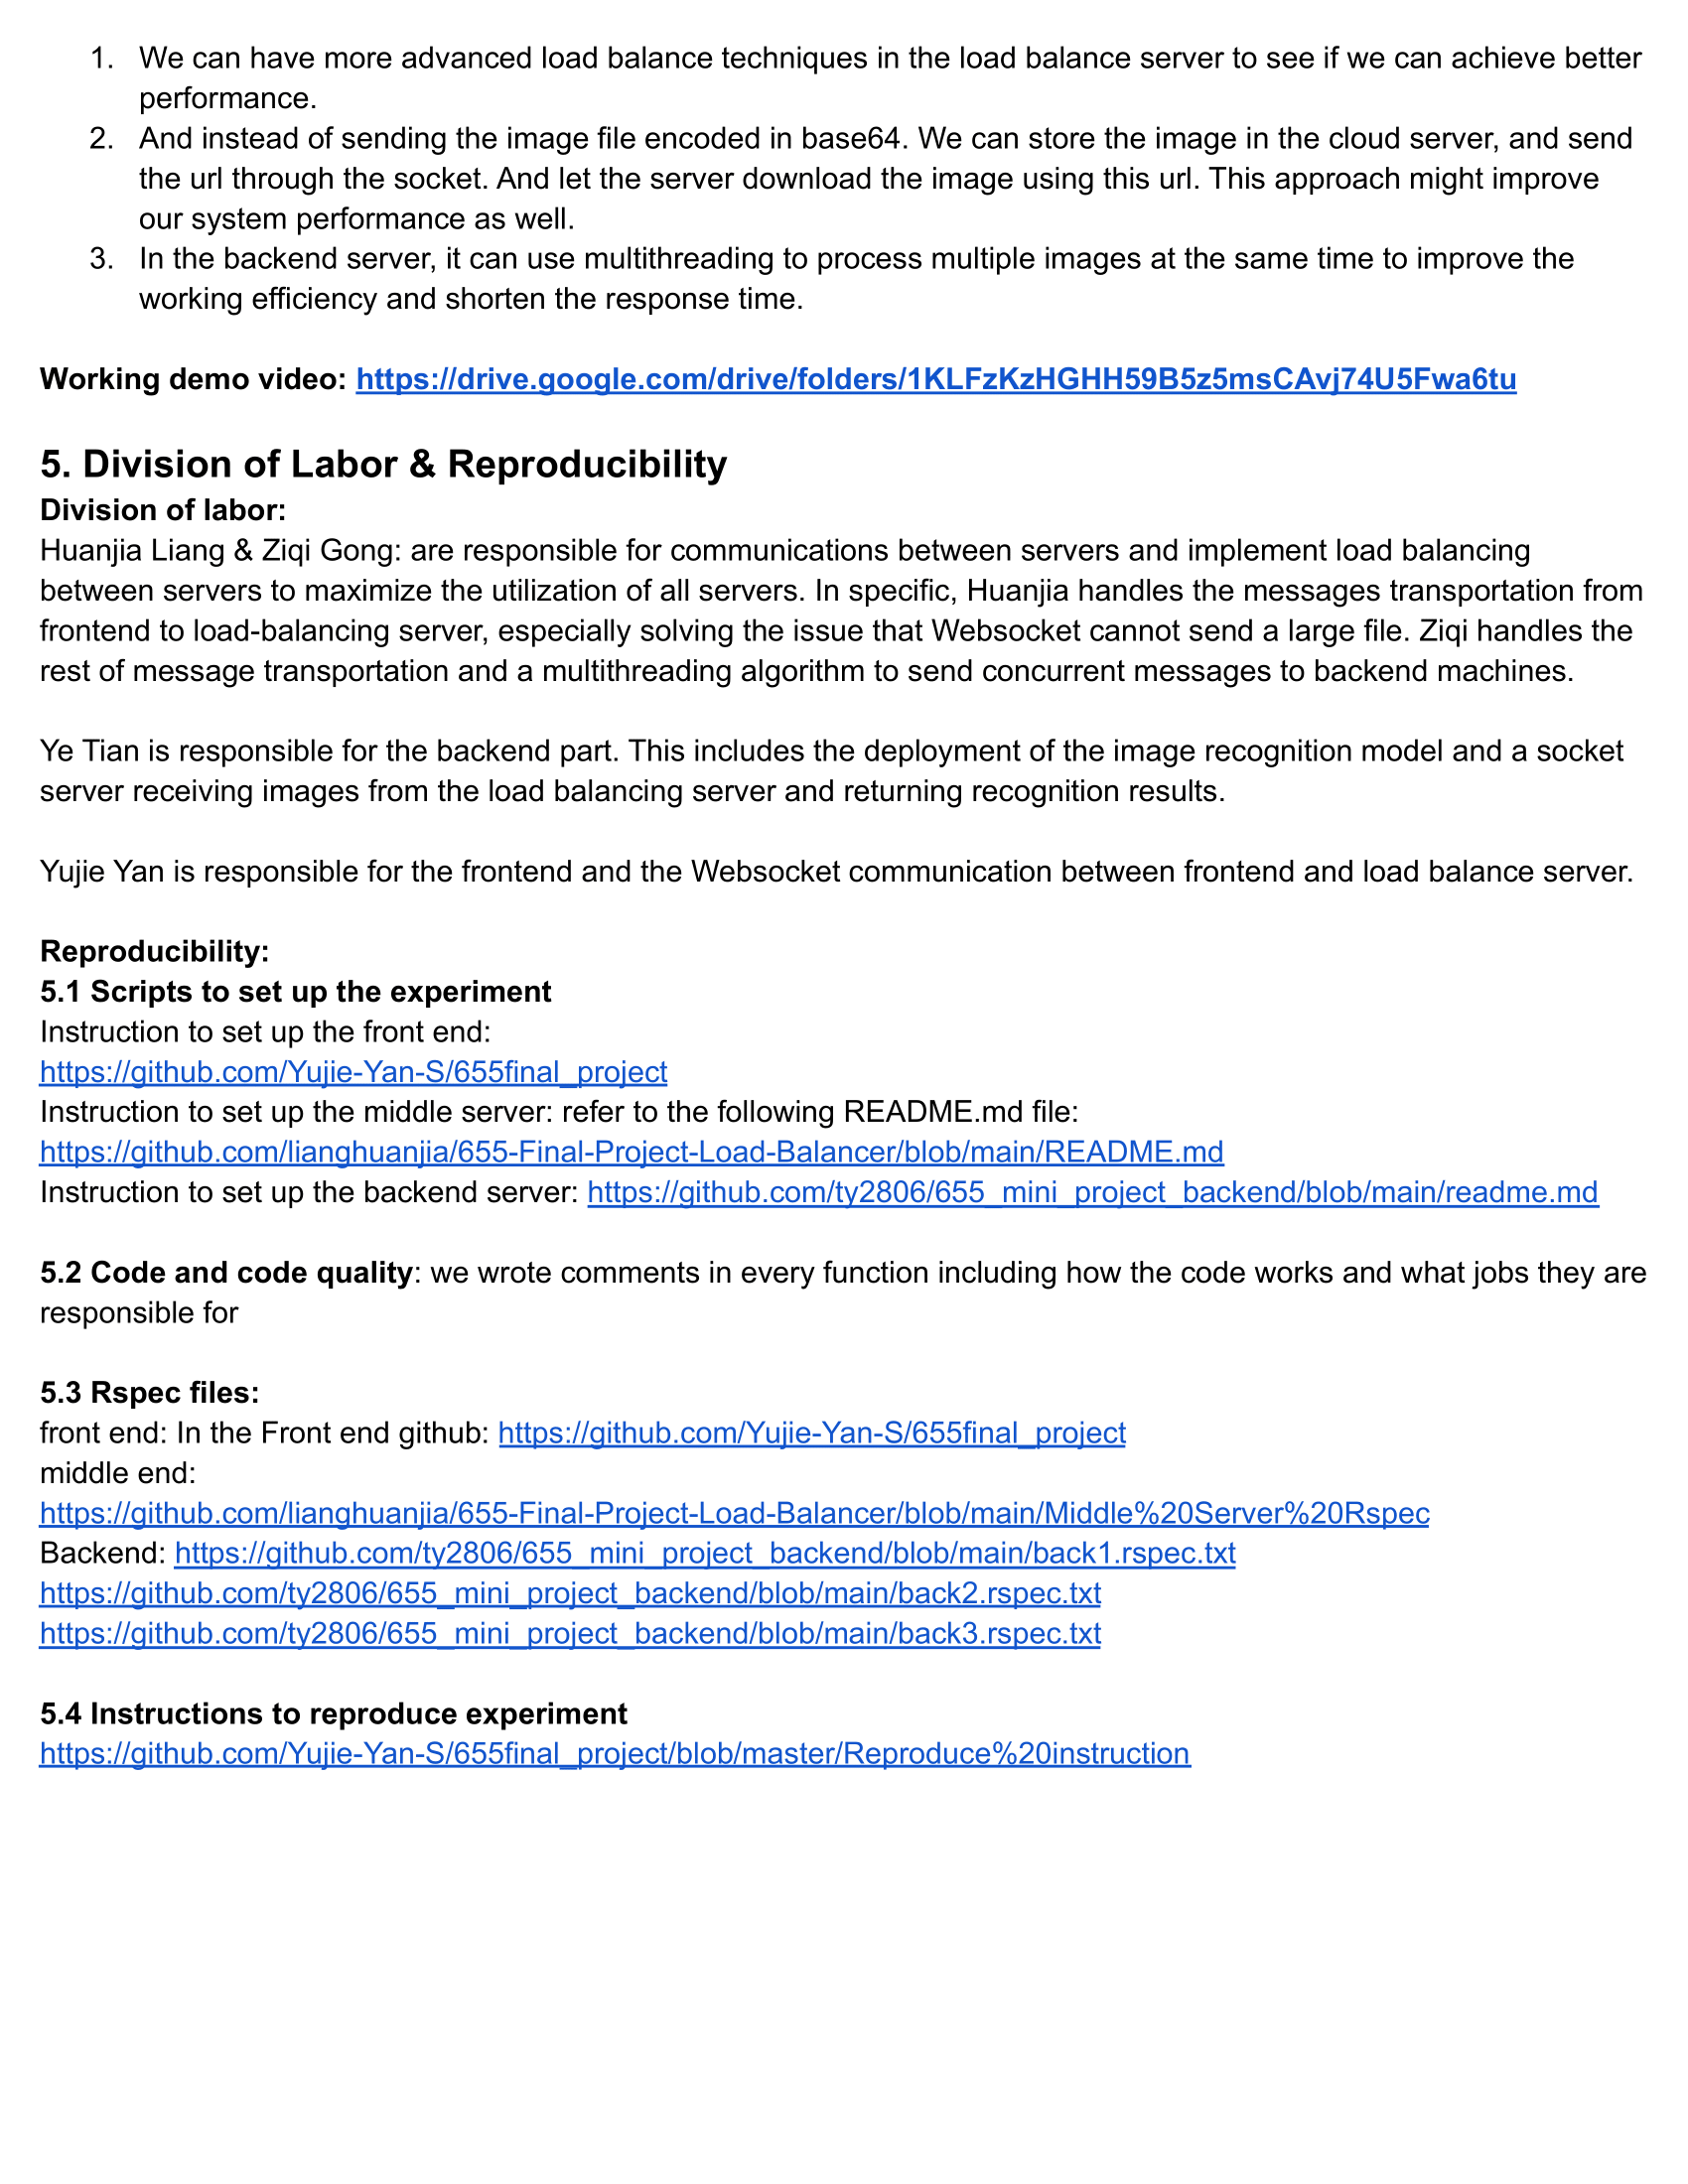 1. We can have more advanced load balance techniques in the load balance server to see if we can achieve better
performance.
2. And instead of sending the image file encoded in base64. We can store the image in the cloud server, and send
the url through the socket. And let the server download the image using this url. This approach might improve
our system performance as well.
3. In the backend server, it can use multithreading to process multiple images at the same time to improve the
working efficiency and shorten the response time.
Working demo video: https://drive.google.com/drive/folders/1KLFzKzHGHH59B5z5msCAvj74U5Fwa6tu
5. Division of Labor & Reproducibility
Division of labor:
Huanjia Liang & Ziqi Gong: are responsible for communications between servers and implement load balancing
between servers to maximize the utilization of all servers. In specific, Huanjia handles the messages transportation from
frontend to load-balancing server, especially solving the issue that Websocket cannot send a large file. Ziqi handles the
rest of message transportation and a multithreading algorithm to send concurrent messages to backend machines.
Ye Tian is responsible for the backend part. This includes the deployment of the image recognition model and a socket
server receiving images from the load balancing server and returning recognition results.
Yujie Yan is responsible for the frontend and the Websocket communication between frontend and load balance server.
Reproducibility:
5.1 Scripts to set up the experiment
Instruction to set up the front end:
https://github.com/Yujie-Yan-S/655final_project
Instruction to set up the middle server: refer to the following README.md file:
https://github.com/lianghuanjia/655-Final-Project-Load-Balancer/blob/main/README.md
Instruction to set up the backend server: https://github.com/ty2806/655_mini_project_backend/blob/main/readme.md
5.2 Code and code quality: we wrote comments in every function including how the code works and what jobs they are
responsible for
5.3 Rspec files:
front end: In the Front end github: https://github.com/Yujie-Yan-S/655final_project
middle end:
https://github.com/lianghuanjia/655-Final-Project-Load-Balancer/blob/main/Middle%20Server%20Rspec
Backend: https://github.com/ty2806/655_mini_project_backend/blob/main/back1.rspec.txt
https://github.com/ty2806/655_mini_project_backend/blob/main/back2.rspec.txt
https://github.com/ty2806/655_mini_project_backend/blob/main/back3.rspec.txt
5.4 Instructions to reproduce experiment
https://github.com/Yujie-Yan-S/655final_project/blob/master/Reproduce%20instruction